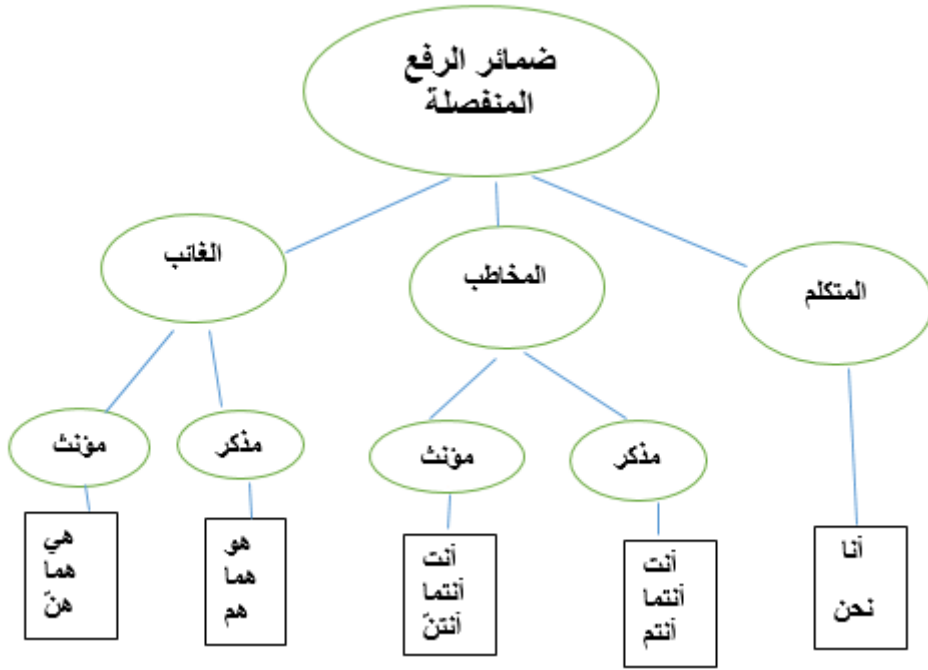 ضمائر الرفع
المنفصلة
المتكلم
المخاطب
الغائب
مذكر
مؤنث
مذكر
مؤنث
أنا
نحن
أنت
أنتما
أنتم
أنت
أنتما
أنتنّ
هو
هما
هم
هي
هما
هنّ